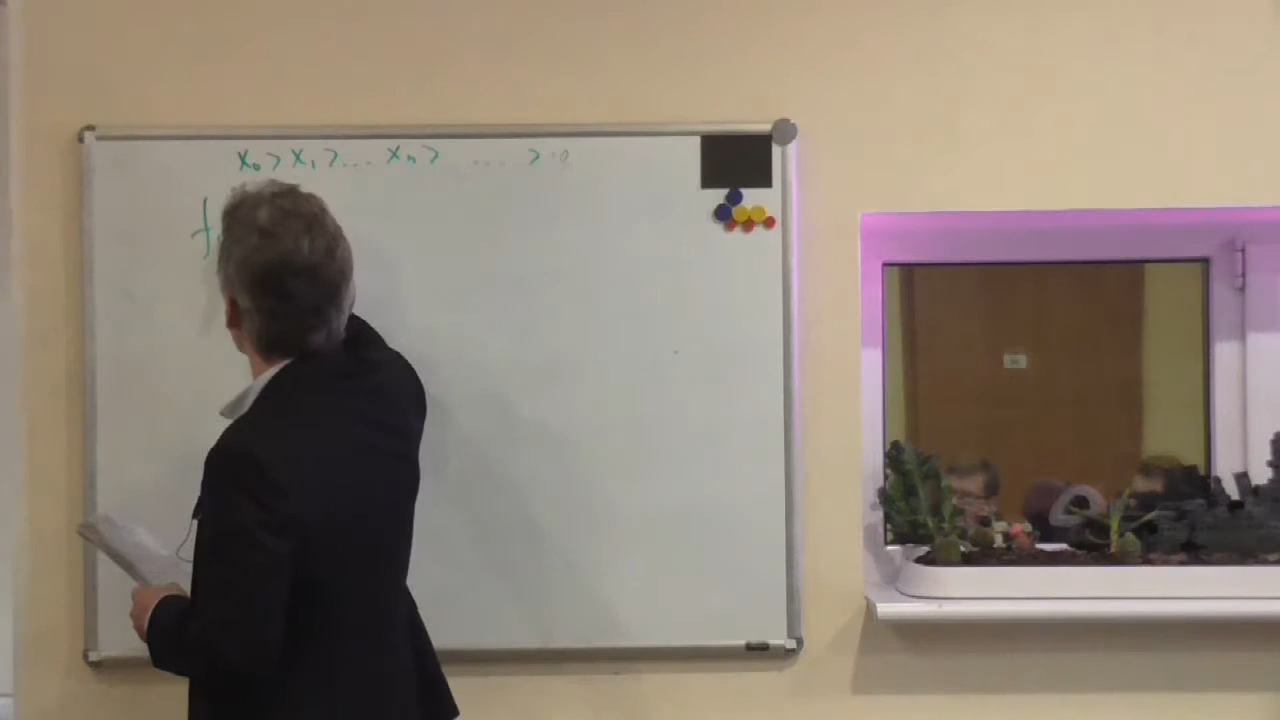 x₀ > x₁ > ... xₙ > .... > 0
f